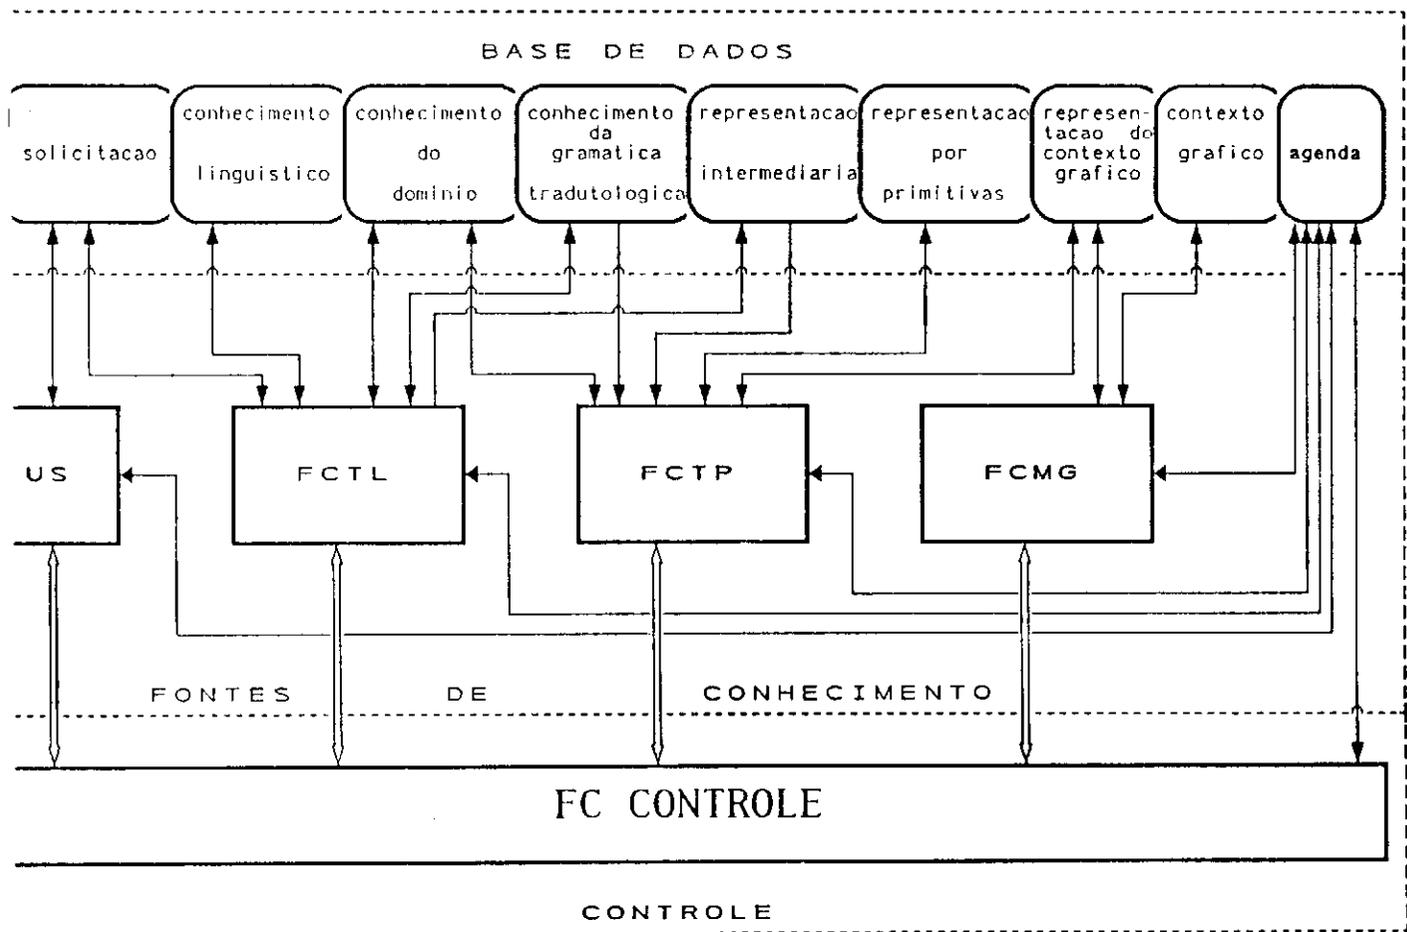 BASE DE DADOS
solicitacao
conhecimento
linguistico
conhecimento
do
dominio
conhecimento
da
gramatica
tradutologica
representacao
intermediaria
representacao
por
primitivas
represen-
tacao do
contexto
grafico
contexto
grafico
agenda
US
FCTL
FCTP
FCMG
FONTES DE CONHECIMENTO
FC CONTROLE
CONTROLE